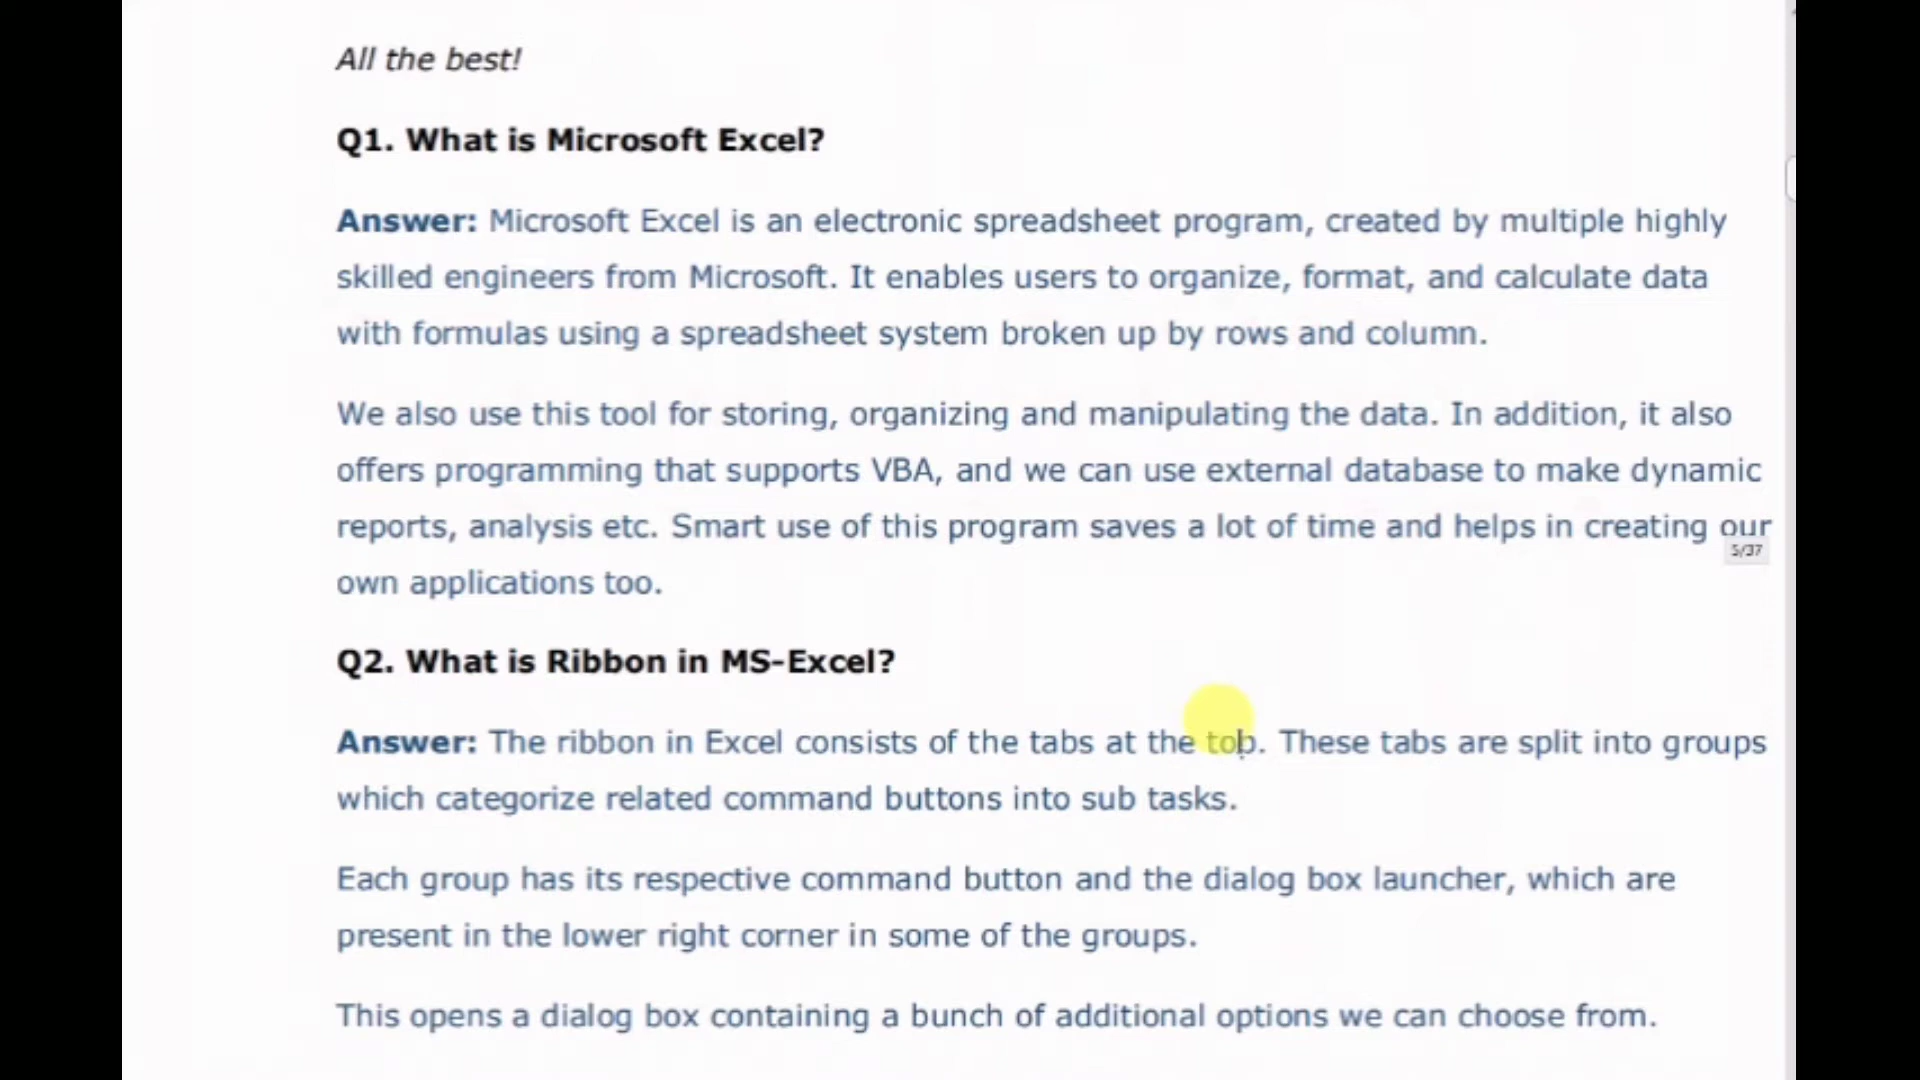 All the best!
Q1. What is Microsoft Excel?
Answer: Microsoft Excel is an electronic spreadsheet program, created by multiple highly
skilled engineers from Microsoft. It enables users to organize, format, and calculate data
with formulas using a spreadsheet system broken up by rows and column.
We also use this tool for storing, organizing and manipulating the data. In addition, it also
offers programming that supports VBA, and we can use external database to make dynamic
reports, analysis etc. Smart use of this program saves a lot of time and helps in creating our
5/37
own applications too.
Q2. What is Ribbon in MS-Excel?
Answer: The ribbon in Excel consists of the tabs at the top. These tabs are split into groups
which categorize related command buttons into sub tasks.
Each group has its respective command button and the dialog box launcher, which are
present in the lower right corner in some of the groups.
This opens a dialog box containing a bunch of additional options we can choose from.